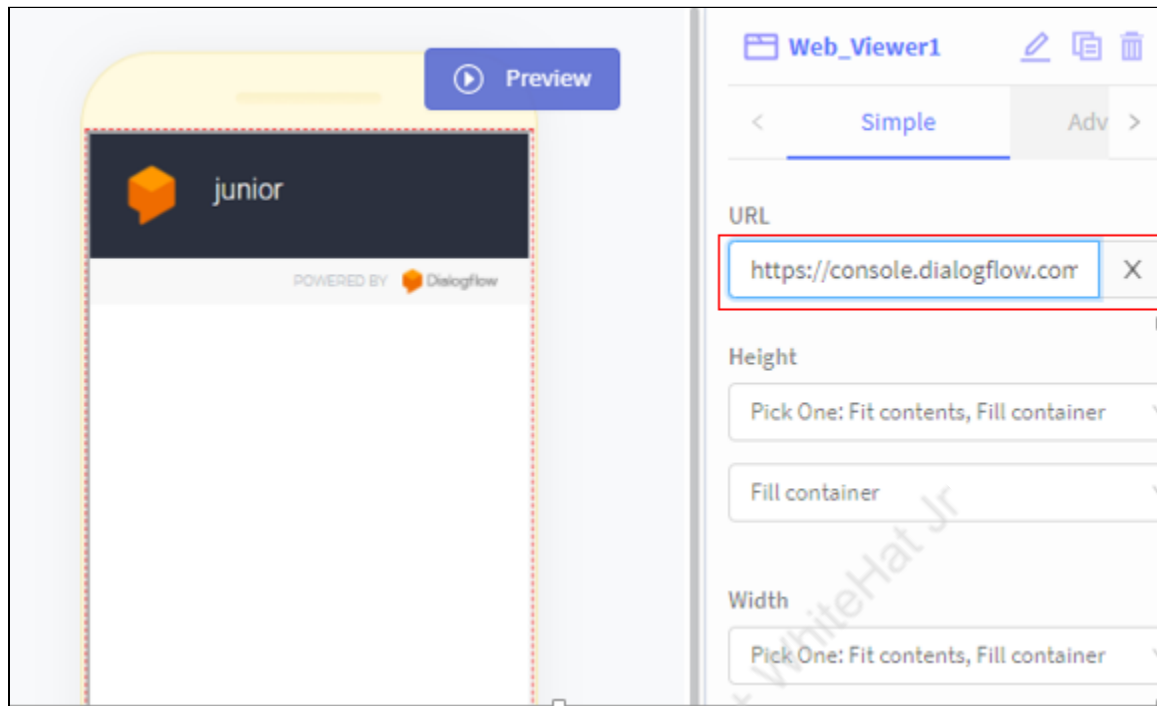 Preview
junior
POWERED BY Dialogflow
Web_Viewer1
< Simple Adv >
URL
https://console.dialogflow.com X
Height
Pick One: Fit contents, Fill container
Fill container
Width
Pick One: Fit contents, Fill container
WhiteHat Jr